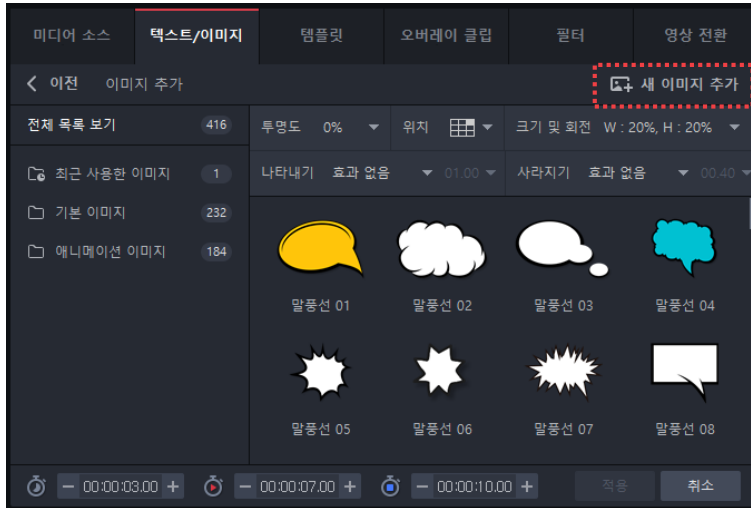 미디어 소스 텍스트/이미지 템플릿 오버레이 클립 필터 영상 전환
이전 이미지 추가 새 이미지 추가
전체 목록 보기 416 투명도 0% 위치 크기 및 회전 W : 20%, H : 20%
최근 사용한 이미지 1 나타내기 효과 없음 01.00 사라지기 효과 없음 00.40
기본 이미지 232
애니메이션 이미지 184
말풍선 01 말풍선 02 말풍선 03 말풍선 04
말풍선 05 말풍선 06 말풍선 07 말풍선 08
00:00:03.00 00:00:07.00 00:00:10.00 적용 취소